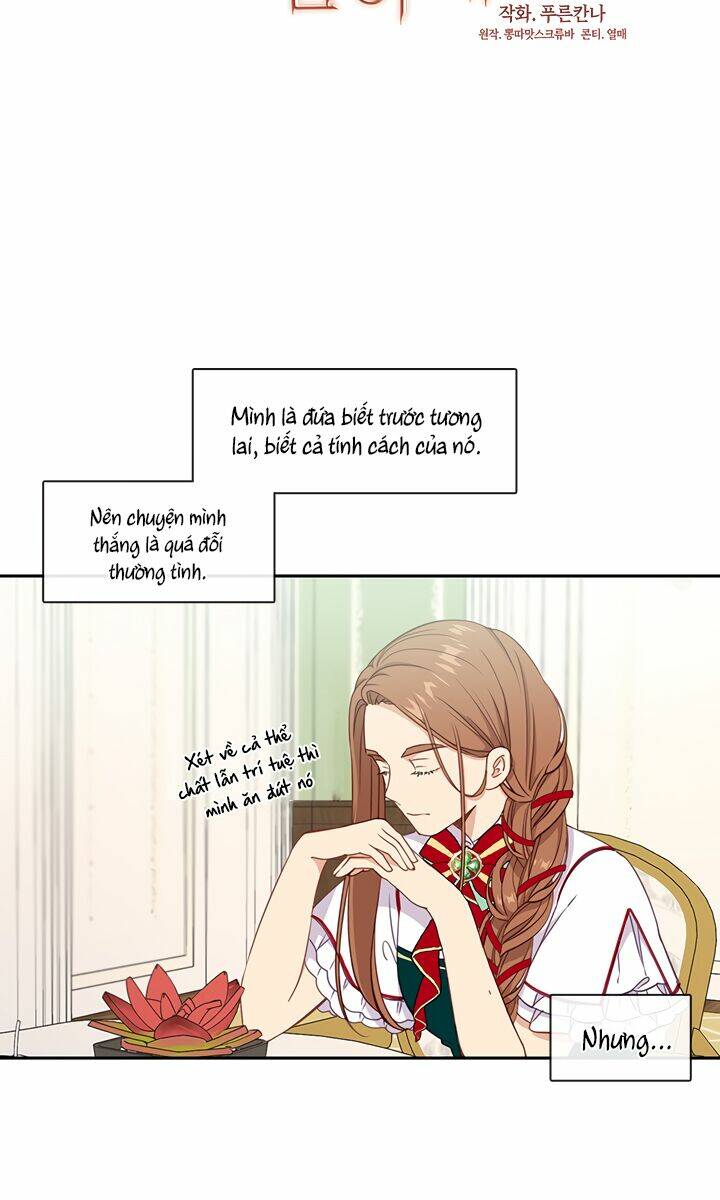 작화. 푸른칸나
원작. 뽕따맛스크류바 콘티. 열매
Mình là đứa biết trước tương
lai, biết cả tính cách của nó.
Nên chuyện mình
thắng là quá đỗi
thường tình.
Xét về cả thể
chất lẫn trí tuệ thì
mình ăn đứt nó
Nhưng...